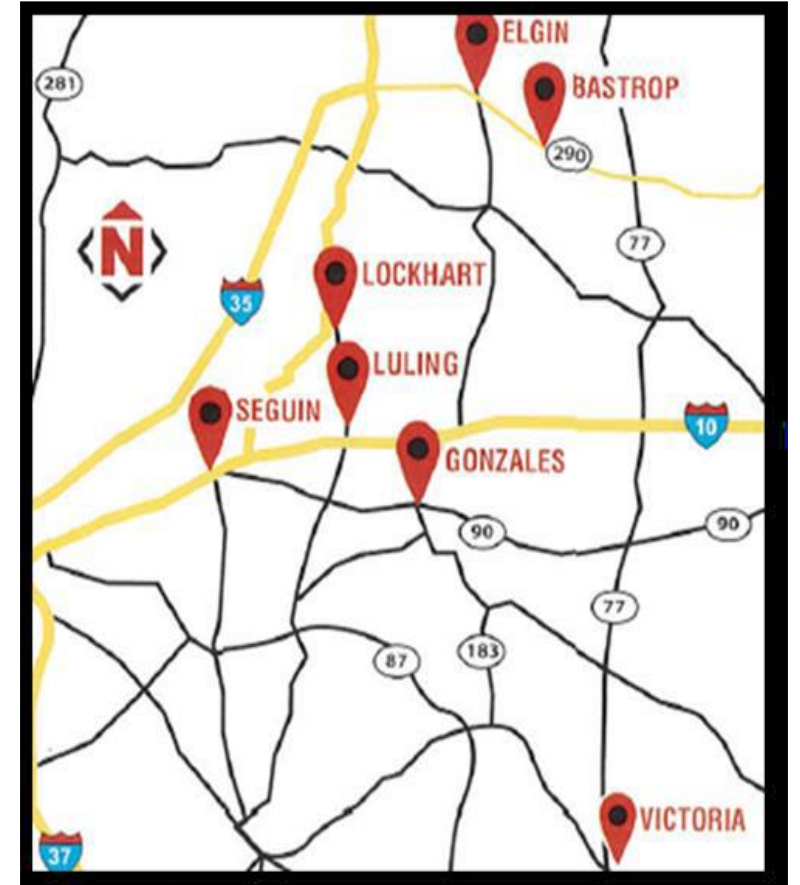 ELGIN
281
BASTROP
290
77
N
LOCKHART
35
LULING
SEGUIN
10
GONZALES
90
90
77
183
87
VICTORIA
37